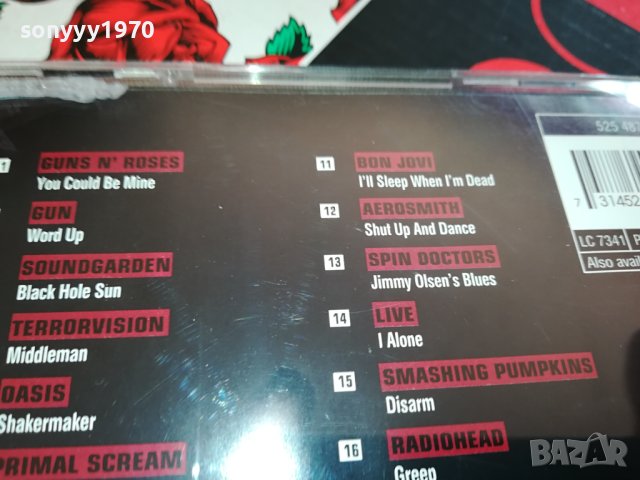 sonyyy1970
1
GUNS N' ROSES
You Could Be Mine
GUN
Word Up
SOUNDGARDEN
Black Hole Sun
TERRORVISION
Middleman
OASIS
Shakermaker
PRIMAL SCREAM
11
BON JOVI
I'll Sleep When I'm Dead
12
AEROSMITH
Shut Up And Dance
13
SPIN DOCTORS
Jimmy Olsen's Blues
14
LIVE
I Alone
15
SMASHING PUMPKINS
Disarm
16
RADIOHEAD
Creep
525 48
7 31452
LC 7341 P
Also avail
BAZAR